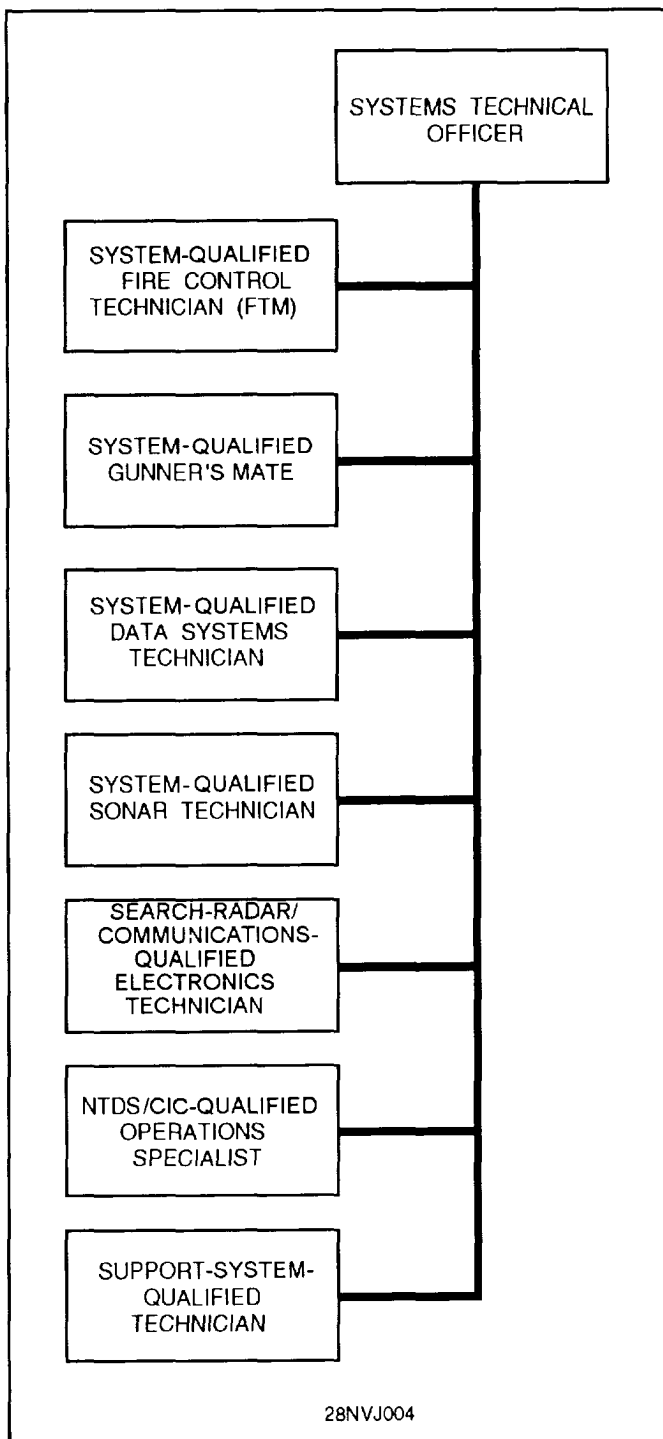 SYSTEMS TECHNICAL
OFFICER
SYSTEM-QUALIFIED
FIRE CONTROL
TECHNICIAN (FTM)
SYSTEM-QUALIFIED
GUNNER'S MATE
SYSTEM-QUALIFIED
DATA SYSTEMS
TECHNICIAN
SYSTEM-QUALIFIED
SONAR TECHNICIAN
SEARCH-RADAR/
COMMUNICATIONS-
QUALIFIED
ELECTRONICS
TECHNICIAN
NTDS/CIC-QUALIFIED
OPERATIONS
SPECIALIST
SUPPORT-SYSTEM-
QUALIFIED
TECHNICIAN
28NVJ004